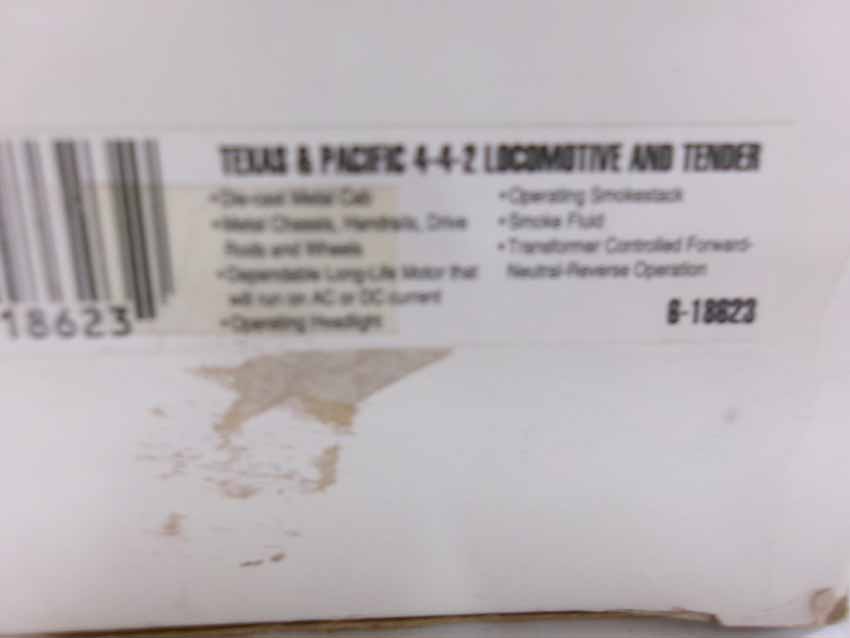 TEXAS & PACIFIC 4-4-2 LOCOMOTIVE AND TENDER
•Die-cast Metal Cab
•Metal Chassis, Handrails, Drive
Rods and Wheels
•Dependable Long-Life Motor that
will run on AC or DC current
•Operating Headlight
•Operating Smokestack
•Smoke Fluid
•Transformer Controlled Forward-
Neutral-Reverse Operation
6-18623
18623